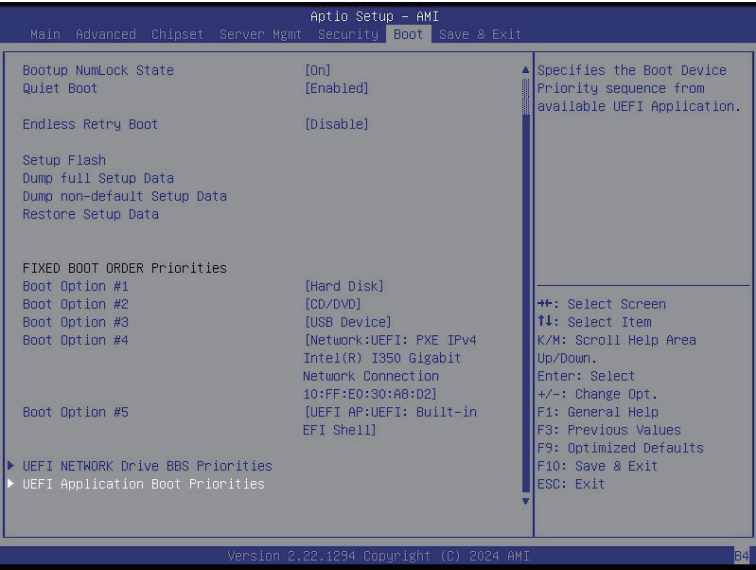 Aptio Setup – AMI
Main Advanced Chipset Server Mgmt Security Boot Save & Exit
Bootup NumLock State [On]
Quiet Boot [Enabled]
Endless Retry Boot [Disable]
Setup Flash
Dump full Setup Data
Dump non-default Setup Data
Restore Setup Data
FIXED BOOT ORDER Priorities
Boot Option #1 [Hard Disk]
Boot Option #2 [CD/DVD]
Boot Option #3 [USB Device]
Boot Option #4 [Network:UEFI: PXE IPv4
Intel(R) I350 Gigabit
Network Connection
10:FF:E0:30:A8:D2]
Boot Option #5 [UEFI AP:UEFI: Built-in
EFI Shell]
UEFI NETWORK Drive BBS Priorities
UEFI Application Boot Priorities
Specifies the Boot Device
Priority sequence from
available UEFI Application.
→←: Select Screen
↑↓: Select Item
K/M: Scroll Help Area
Up/Down.
Enter: Select
+/-: Change Opt.
F1: General Help
F3: Previous Values
F9: Optimized Defaults
F10: Save & Exit
ESC: Exit
Version 2.22.1294 Copyright (C) 2024 AMI
B4